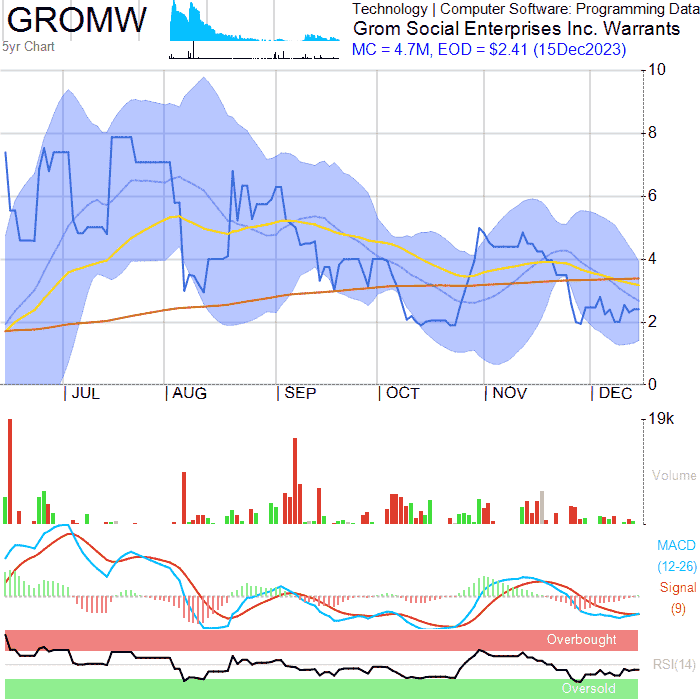 GROMW
5yr Chart
Technology | Computer Software: Programming Data
Grom Social Enterprises Inc. Warrants
MC = 4.7M, EOD = $2.41 (15Dec2023)
10
8
6
4
2
0
JUL
AUG
SEP
OCT
NOV
DEC
19k
Volume
MACD
(12-26)
Signal
(9)
Overbought
RSI(14)
Oversold